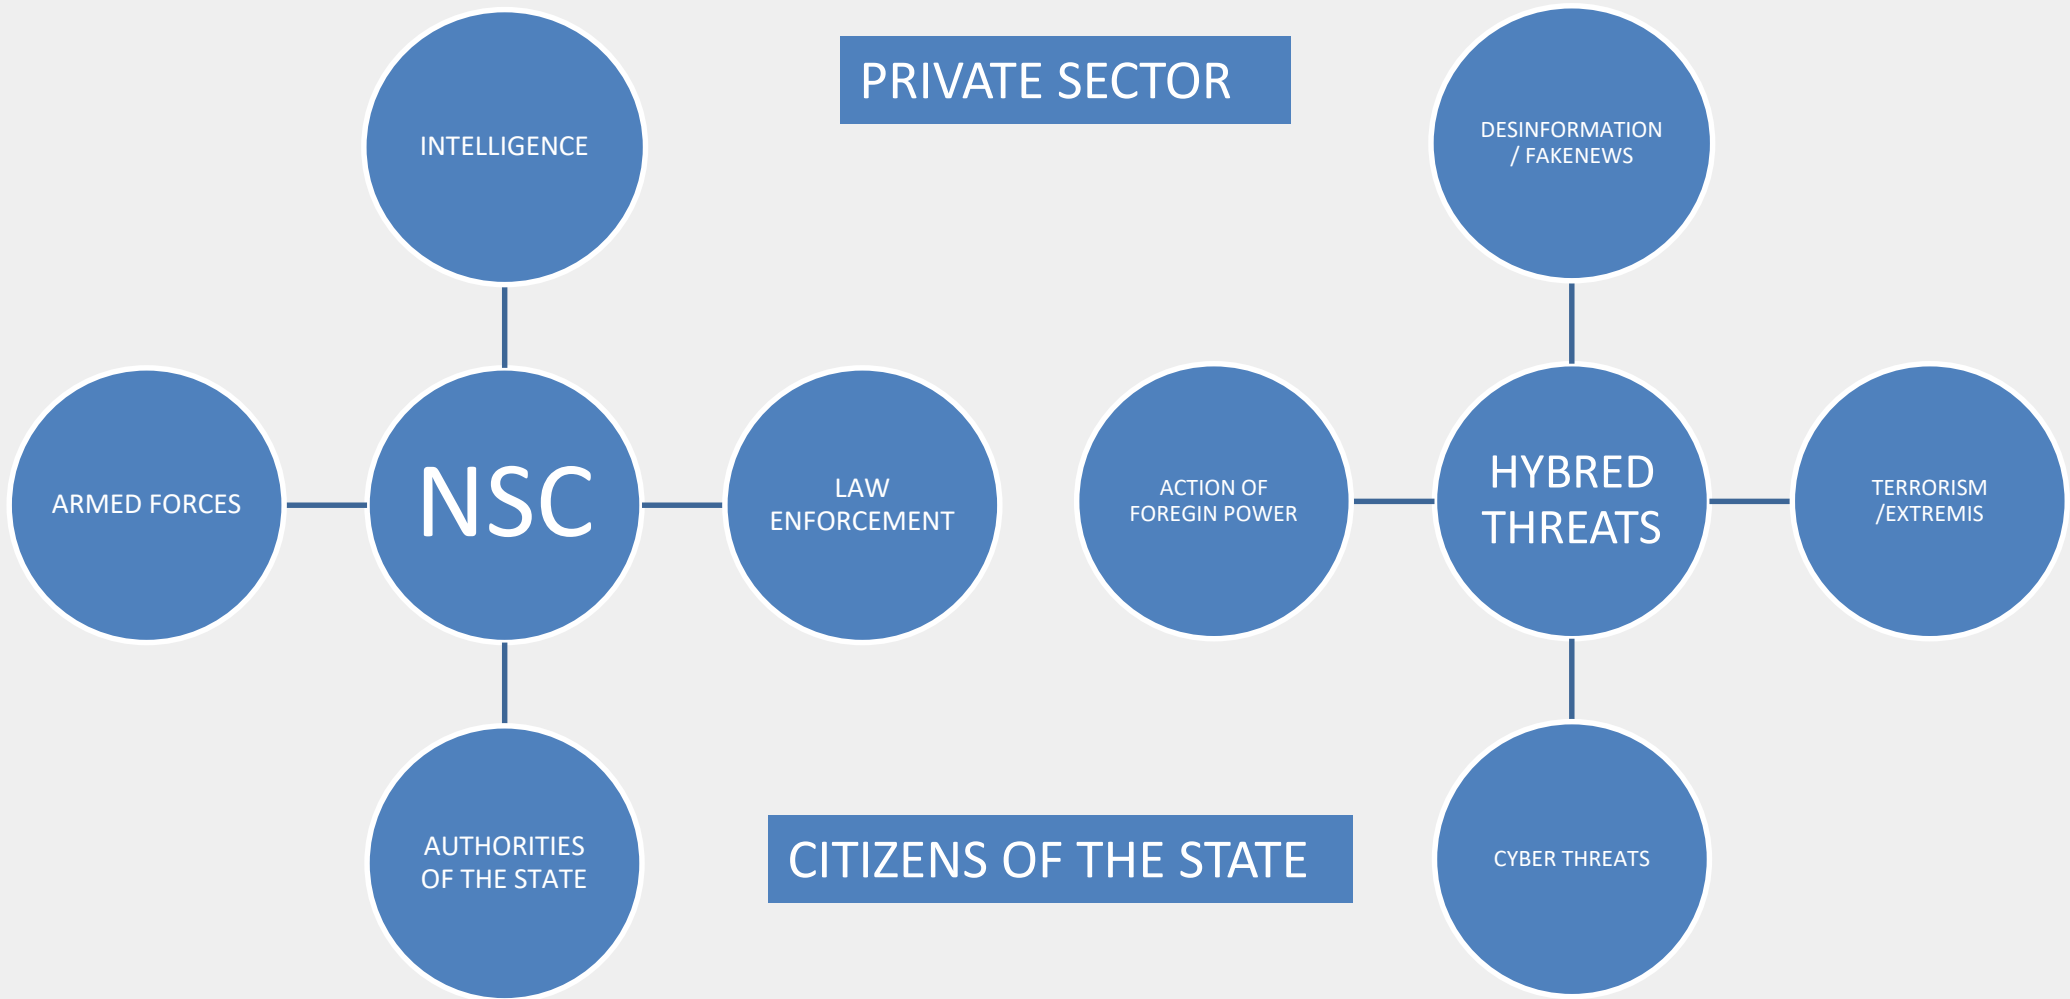 INTELLIGENCE
ARMED FORCES
NSC
LAW
ENFORCEMENT
AUTHORITIES
OF THE STATE
PRIVATE SECTOR
CITIZENS OF THE STATE
DESINFORMATION
/ FAKENEWS
ACTION OF
FOREGIN POWER
HYBRED
THREATS
TERRORISM
/EXTREMIS
CYBER THREATS